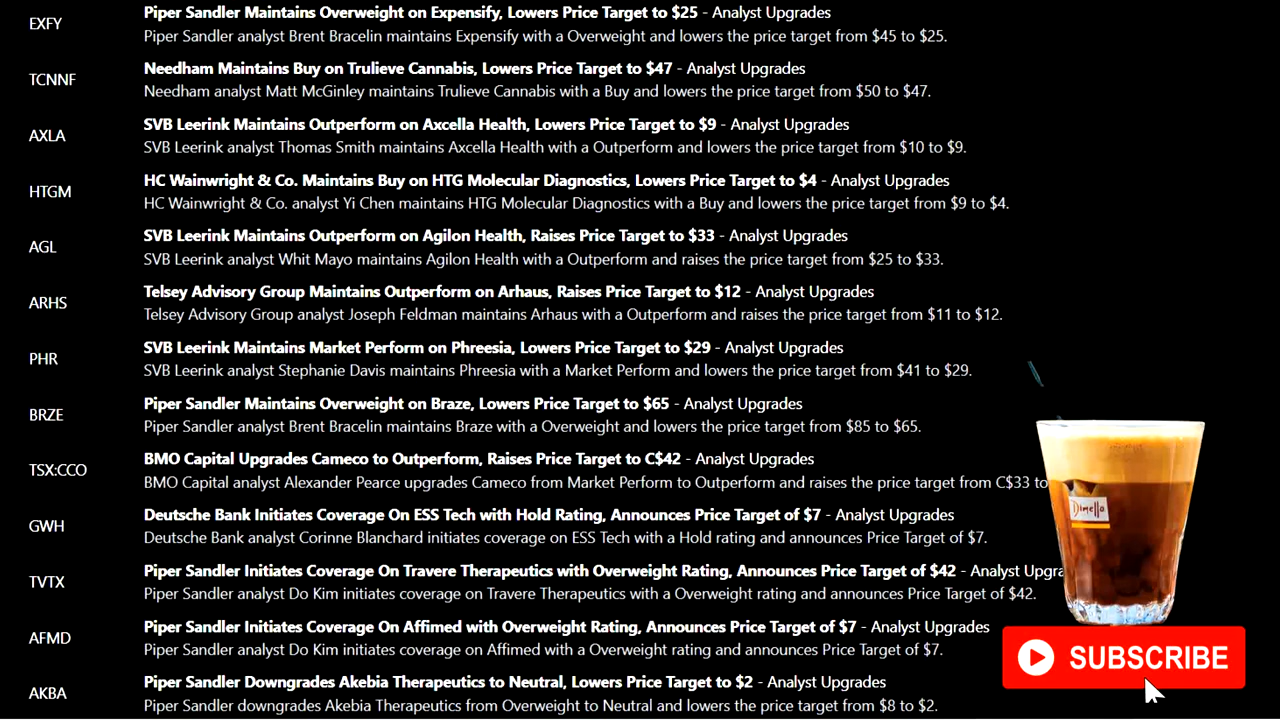 EXFY
Piper Sandler Maintains Overweight on Expensify, Lowers Price Target to $25 - Analyst Upgrades
Piper Sandler analyst Brent Bracelin maintains Expensify with a Overweight and lowers the price target from $45 to $25.
TCNNF
Needham Maintains Buy on Trulieve Cannabis, Lowers Price Target to $47 - Analyst Upgrades
Needham analyst Matt McGinley maintains Trulieve Cannabis with a Buy and lowers the price target from $50 to $47.
AXLA
SVB Leerink Maintains Outperform on Axcella Health, Lowers Price Target to $9 - Analyst Upgrades
SVB Leerink analyst Thomas Smith maintains Axcella Health with a Outperform and lowers the price target from $10 to $9.
HTGM
HC Wainwright & Co. Maintains Buy on HTG Molecular Diagnostics, Lowers Price Target to $4 - Analyst Upgrades
HC Wainwright & Co. analyst Yi Chen maintains HTG Molecular Diagnostics with a Buy and lowers the price target from $9 to $4.
AGL
SVB Leerink Maintains Outperform on Agilon Health, Raises Price Target to $33 - Analyst Upgrades
SVB Leerink analyst Whit Mayo maintains Agilon Health with a Outperform and raises the price target from $25 to $33.
ARHS
Telsey Advisory Group Maintains Outperform on Arhaus, Raises Price Target to $12 - Analyst Upgrades
Telsey Advisory Group analyst Joseph Feldman maintains Arhaus with a Outperform and raises the price target from $11 to $12.
PHR
SVB Leerink Maintains Market Perform on Phreesia, Lowers Price Target to $29 - Analyst Upgrades
SVB Leerink analyst Stephanie Davis maintains Phreesia with a Market Perform and lowers the price target from $41 to $29.
BRZE
Piper Sandler Maintains Overweight on Braze, Lowers Price Target to $65 - Analyst Upgrades
Piper Sandler analyst Brent Bracelin maintains Braze with a Overweight and lowers the price target from $85 to $65.
TSX:CCO
BMO Capital Upgrades Cameco to Outperform, Raises Price Target to C$42 - Analyst Upgrades
BMO Capital analyst Alexander Pearce upgrades Cameco from Market Perform to Outperform and raises the price target from C$33 to
Dimello
GWH
Deutsche Bank Initiates Coverage On ESS Tech with Hold Rating, Announces Price Target of $7 - Analyst Upgrades
Deutsche Bank analyst Corinne Blanchard initiates coverage on ESS Tech with a Hold rating and announces Price Target of $7.
TVTX
Piper Sandler Initiates Coverage On Travere Therapeutics with Overweight Rating, Announces Price Target of $42 - Analyst Upgra
Piper Sandler analyst Do Kim initiates coverage on Travere Therapeutics with a Overweight rating and announces Price Target of $42.
AFMD
Piper Sandler Initiates Coverage On Affimed with Overweight Rating, Announces Price Target of $7 - Analyst Upgrades
Piper Sandler analyst Do Kim initiates coverage on Affimed with a Overweight rating and announces Price Target of $7.
SUBSCRIBE
AKBA
Piper Sandler Downgrades Akebia Therapeutics to Neutral, Lowers Price Target to $2 - Analyst Upgrades
Piper Sandler downgrades Akebia Therapeutics from Overweight to Neutral and lowers the price target from $8 to $2.